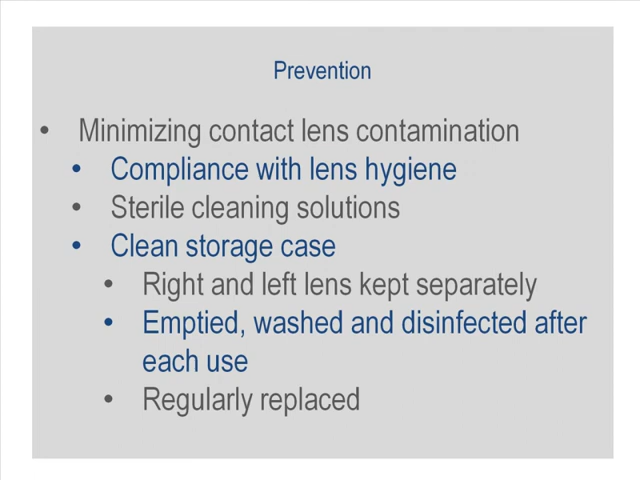 Prevention
• Minimizing contact lens contamination
• Compliance with lens hygiene
• Sterile cleaning solutions
• Clean storage case
• Right and left lens kept separately
• Emptied, washed and disinfected after
each use
• Regularly replaced